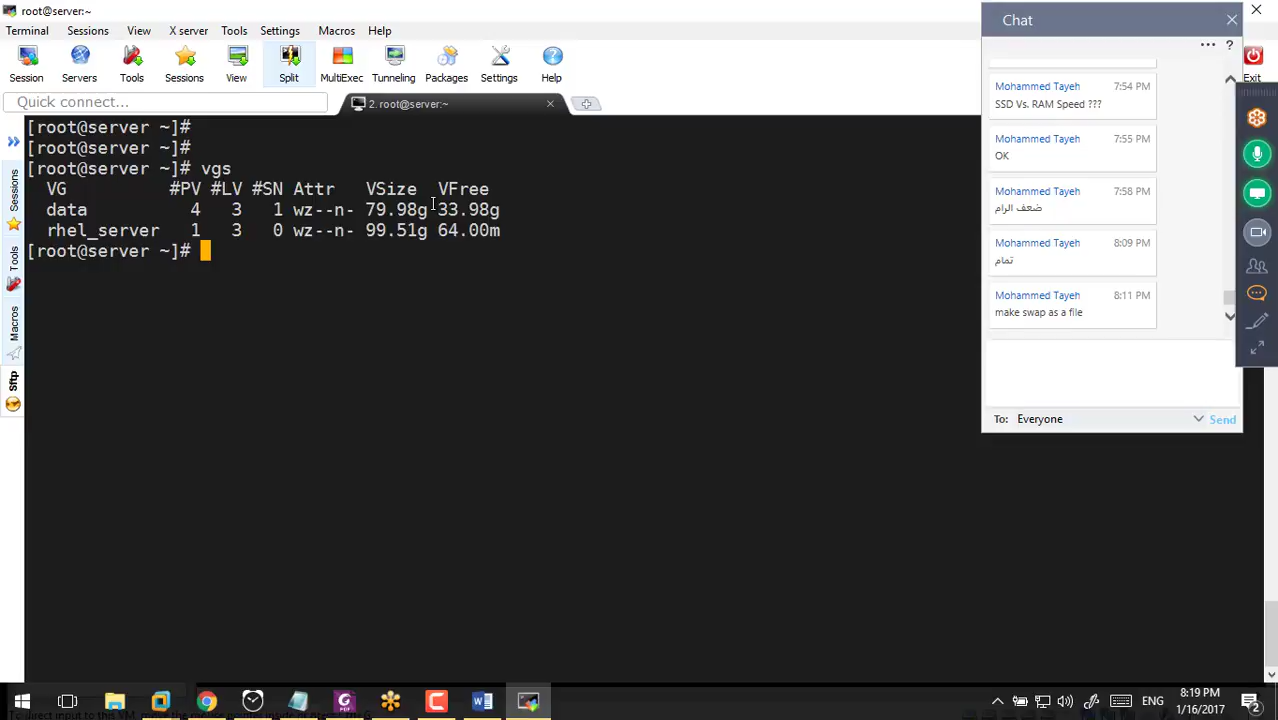 root@server:~
Terminal Sessions View X server Tools Settings Macros Help
Session Servers Tools Sessions View Split MultiExec Tunneling Packages Settings Help
Exit
Quick connect...
2. root@server:~
[root@server ~]#
[root@server ~]#
[root@server ~]# vgs
VG #PV #LV #SN Attr VSize VFree
data 4 3 1 wz--n- 79.98g 33.98g
rhel_server 1 3 0 wz--n- 99.51g 64.00m
[root@server ~]#
Sessions
Tools
Macros
Sftp
Chat
?
Mohammed Tayeh 7:54 PM
SSD Vs. RAM Speed ???
Mohammed Tayeh 7:55 PM
OK
Mohammed Tayeh 7:58 PM
ضعف الرام
Mohammed Tayeh 8:09 PM
تمام
Mohammed Tayeh 8:11 PM
make swap as a file
To: Everyone Send
ENG
8:19 PM
1/16/2017
2